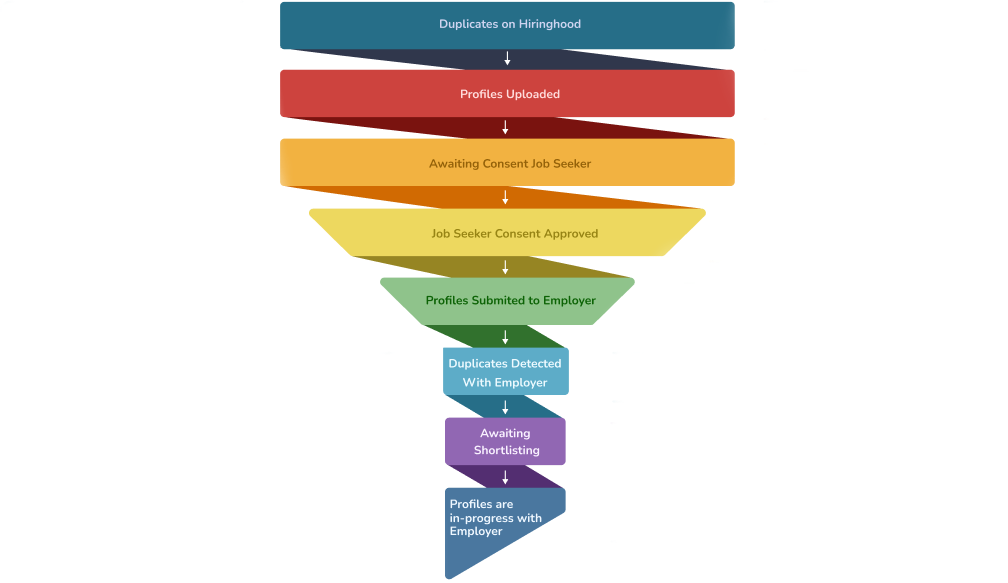 Duplicates on Hiringhood
Profiles Uploaded
Awaiting Consent Job Seeker
Job Seeker Consent Approved
Profiles Submited to Employer
Duplicates Detected
With Employer
Awaiting
Shortlisting
Profiles are
in-progress with
Employer